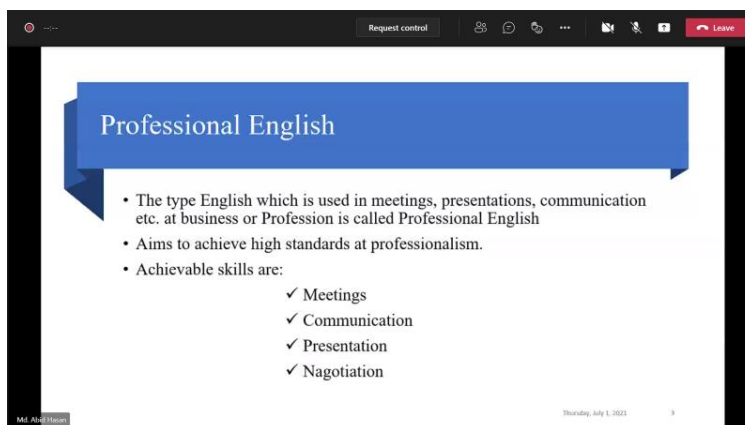 --:--
Request control
Leave
Professional English
• The type English which is used in meetings, presentations, communication
etc. at business or Profession is called Professional English
• Aims to achieve high standards at professionalism.
• Achievable skills are:
✓ Meetings
✓ Communication
✓ Presentation
✓ Nagotiation
Thursday, July 1, 2021
3
Md. Abid Hasan